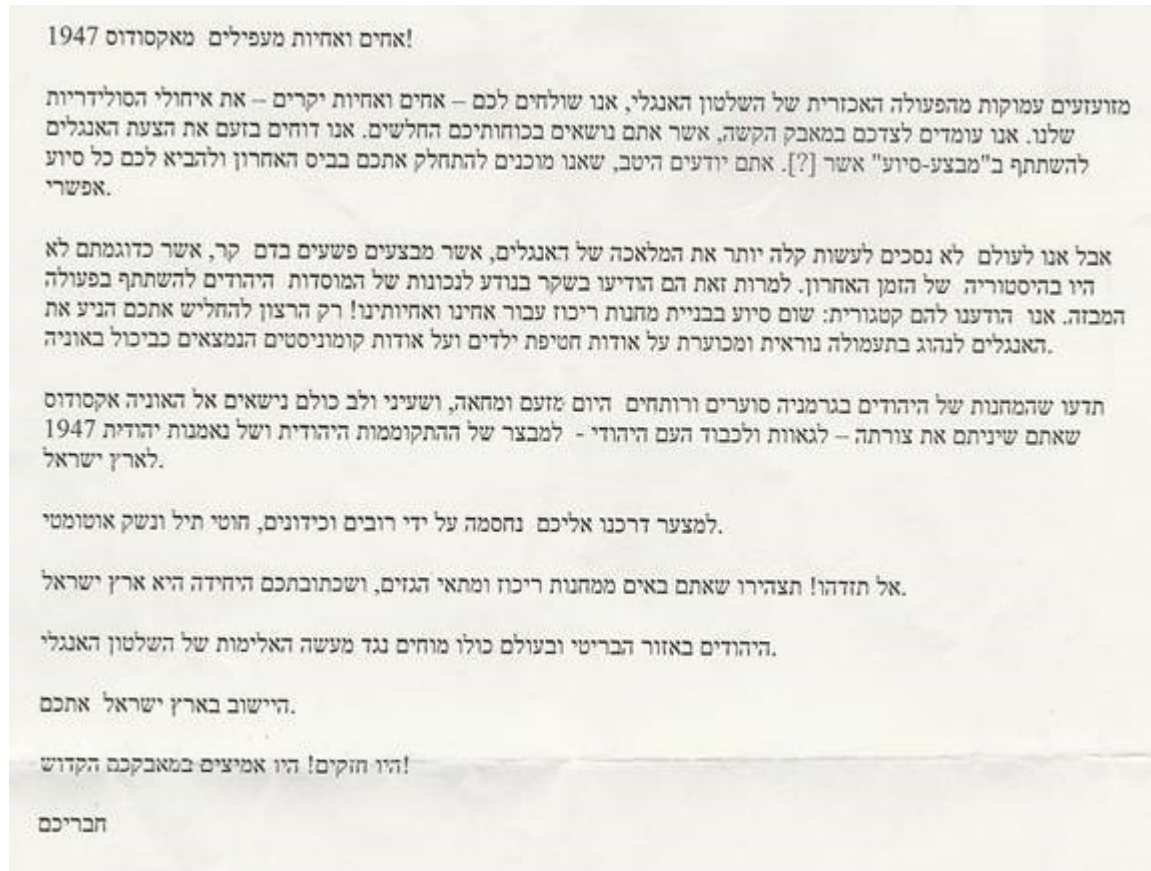 אחים ואחיות מעפילים מאקסודוס 1947!
מזועזעים עמוקות מהפעולה האכזרית של השלטון האנגלי, אנו שולחים לכם – אחים ואחיות יקרים – את איחולי הסולידריות
שלנו. אנו עומדים לצדכם במאבק הקשה, אשר אתם נושאים בכוחותיכם החלשים. אנו דוחים בזעם את הצעת האנגלים
להשתתף ב"מבצע-סיוע" אשר [?]. אתם יודעים היטב, שאנו מוכנים להתחלק אתכם בביס האחרון ולהביא לכם כל סיוע
אפשרי.
אבל אנו לעולם לא נסכים לעשות קלה יותר את המלאכה של האנגלים, אשר מבצעים פשעים בדם קר, אשר כדוגמתם לא
היו בהיסטוריה של הזמן האחרון. למרות זאת הם הודיעו בשקר בנודע לנכונות של המוסדות היהודים להשתתף בפעולה
המבזה. אנו הודענו להם קטגורית: שום סיוע בבניית מחנות ריכוז עבור אחינו ואחיותינו! רק הרצון להחליש אתכם הניע את
האנגלים לנהוג בתעמולה נוראית ומכוערת על אודות חטיפת ילדים ועל אודות קומוניסטים הנמצאים כביכול באוניה.
תדעו שהמחנות של היהודים בגרמניה סוערים ורותחים היום מזעם ומחאה, ושעיני ולב כולם נישאים אל האוניה אקסודוס
1947 שאתם שיניתם את צורתה – לגאוות ולכבוד העם היהודי - למבצר של ההתקוממות היהודית ושל נאמנות יהודית
לארץ ישראל.
למצער דרכנו אליכם נחסמה על ידי רובים וכידונים, חוטי תיל ונשק אוטומטי.
אל תזדהו! תצהירו שאתם באים ממחנות ריכוז ומתאי הגזים, ושכתובתכם היחידה היא ארץ ישראל.
היהודים באזור הבריטי ובעולם כולו מוחים נגד מעשה האלימות של השלטון האנגלי.
היישוב בארץ ישראל אתכם.
היו חזקים! היו אמיצים במאבקכם הקדוש!
חבריכם